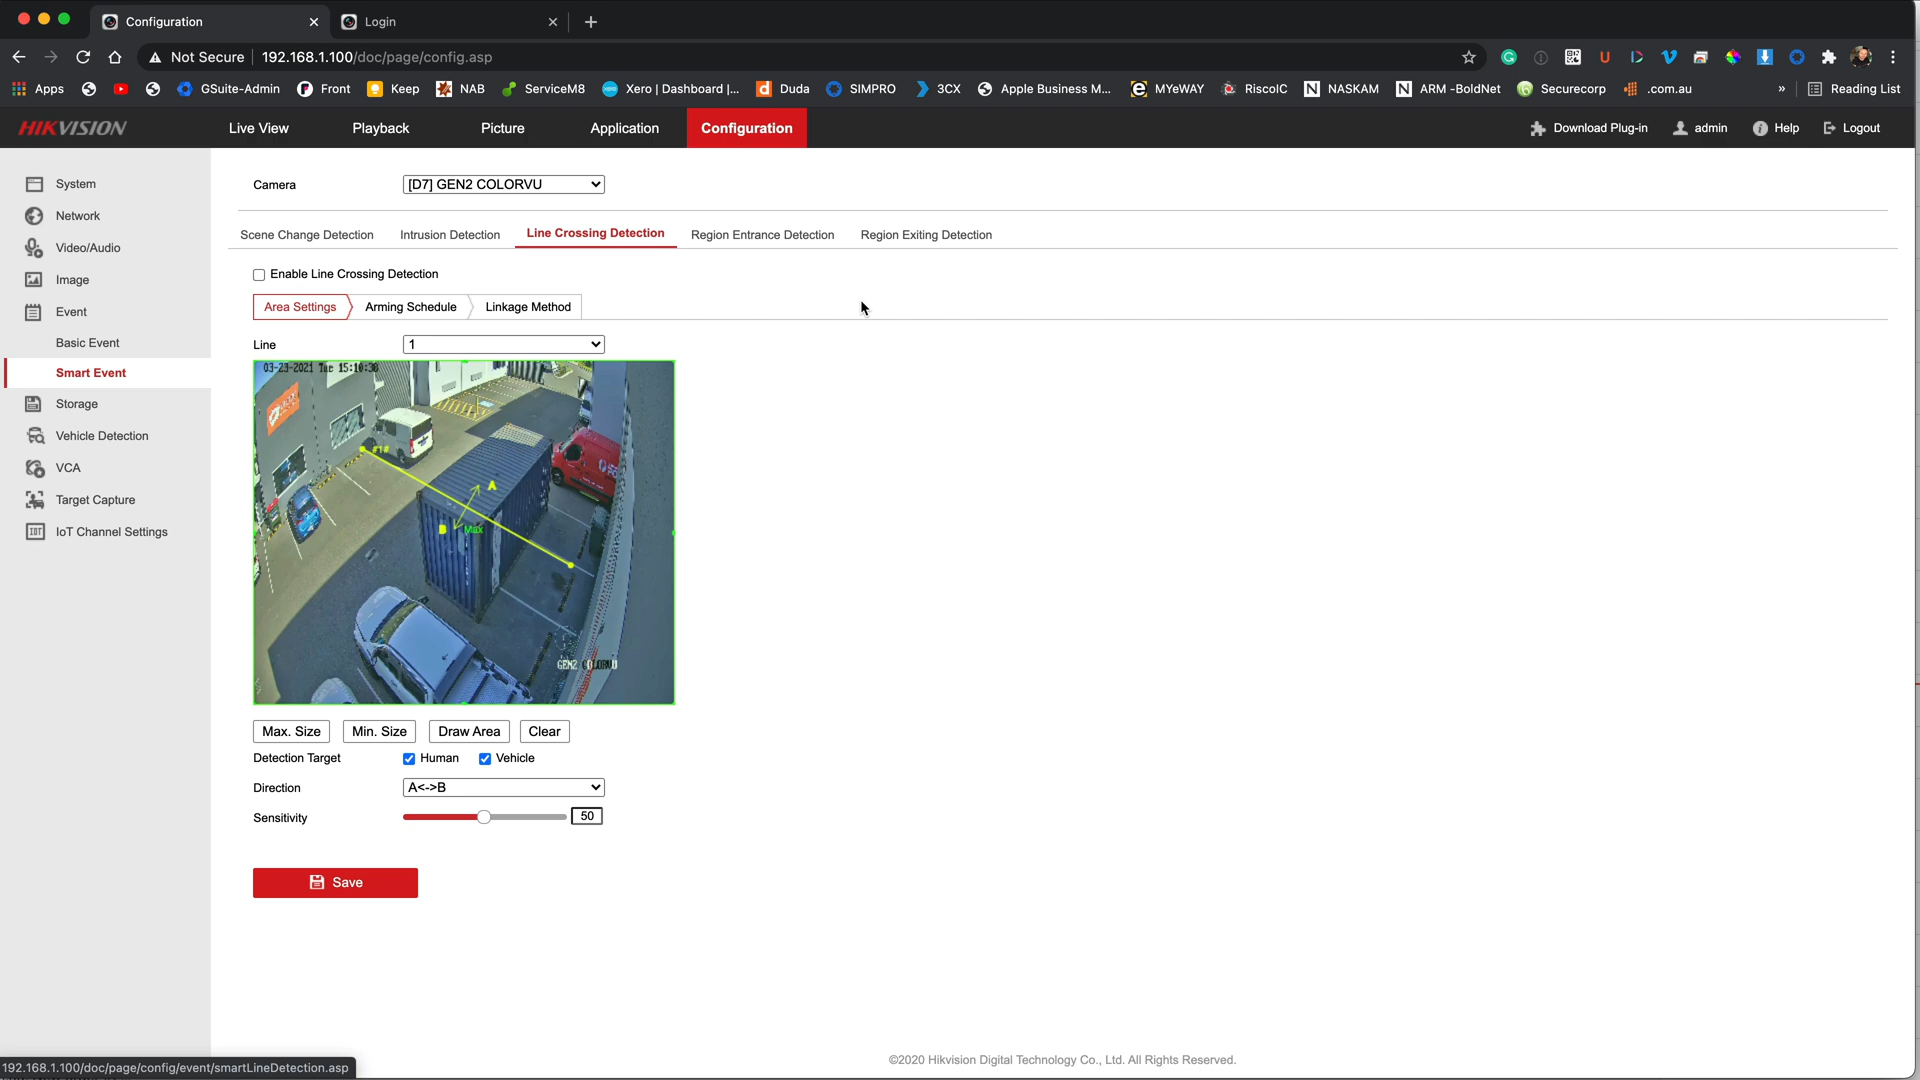 Configuration
Login
Not Secure
192.168.1.100/doc/page/config.asp
Apps
GSuite-Admin
Front
Keep
NAB
ServiceM8
Xero | Dashboard |...
Duda
SIMPRO
3CX
Apple Business M...
MYeWAY
RiscoIC
NASKAM
ARM -BoldNet
Securecorp
.com.au
»
Reading List
HIKVISION
Live View
Playback
Picture
Application
Configuration
Download Plug-in
admin
Help
Logout
System
Network
Video/Audio
Image
Event
Basic Event
Smart Event
Storage
Vehicle Detection
VCA
Target Capture
IoT Channel Settings
Camera
[D7] GEN2 COLORVU
Scene Change Detection
Intrusion Detection
Line Crossing Detection
Region Entrance Detection
Region Exiting Detection
Enable Line Crossing Detection
Area Settings
Arming Schedule
Linkage Method
Line
1
03-23-2021 Tue 15:10:38
#1#
A
B
Max
GEN2 COLORVU
Max. Size
Min. Size
Draw Area
Clear
Detection Target
Human
Vehicle
Direction
A<->B
Sensitivity
50
Save
©2020 Hikvision Digital Technology Co., Ltd. All Rights Reserved.
192.168.1.100/doc/page/config/event/smartLineDetection.asp